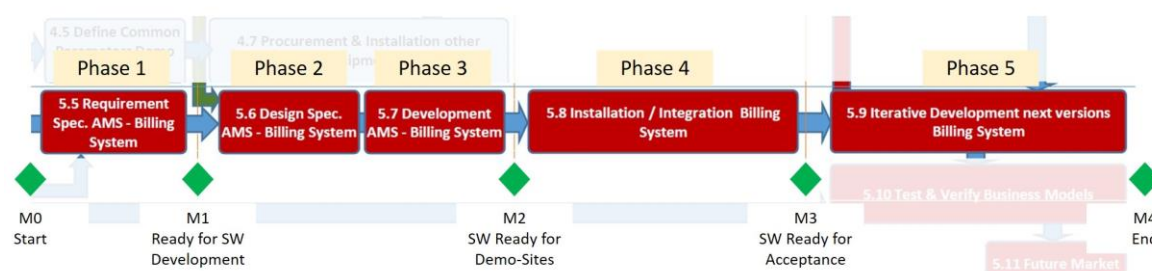 4.5 Define Common
4.7 Procurement & Installation other
Phase 1
Phase 2
Phase 3
Phase 4
Phase 5
5.5 Requirement
Spec. AMS - Billing
System
5.6 Design Spec.
AMS - Billing System
5.7 Development
AMS - Billing System
5.8 Installation / Integration Billing
System
5.9 Iterative Development next versions
Billing System
5.10 Test & Verify Business Models
M0
Start
M1
Ready for SW
Development
M2
SW Ready for
Demo-Sites
M3
SW Ready for
Acceptance
M4
End
5.11 Future Market